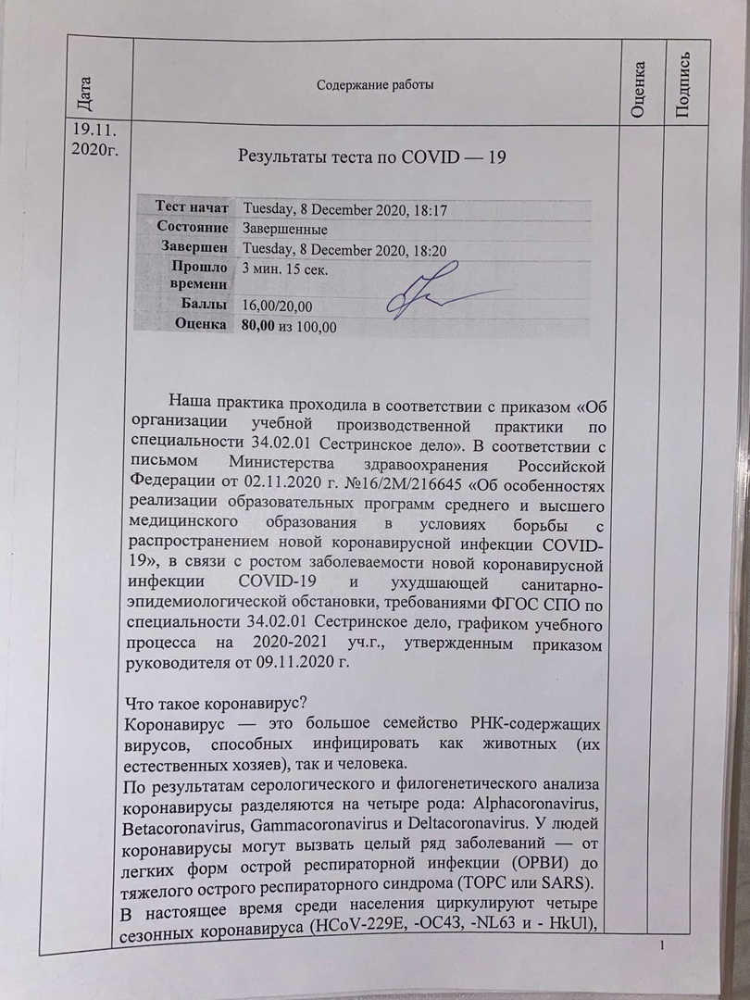 Дата
Содержание работы
Оценка
Подпись
19.11.
2020г.
Результаты теста по COVID — 19
Тест начат Tuesday, 8 December 2020, 18:17
Состояние Завершенные
Завершен Tuesday, 8 December 2020, 18:20
Прошло 3 мин. 15 сек.
времени
Баллы 16,00/20,00
Оценка 80,00 из 100,00
Наша практика проходила в соответствии с приказом «Об
организации учебной производственной практики по
специальности 34.02.01 Сестринское дело». В соответствии с
письмом Министерства здравоохранения Российской
Федерации от 02.11.2020 г. №16/2М/216645 «Об особенностях
реализации образовательных программ среднего и высшего
медицинского образования в условиях борьбы с
распространением новой коронавирусной инфекции COVID-
19», в связи с ростом заболеваемости новой коронавирусной
инфекции COVID-19 и ухудшающей санитарно-
эпидемиологической обстановки, требованиями ФГОС СПО по
специальности 34.02.01 Сестринское дело, графиком учебного
процесса на 2020-2021 уч.г., утвержденным приказом
руководителя от 09.11.2020 г.
Что такое коронавирус?
Коронавирус — это большое семейство РНК-содержащих
вирусов, способных инфицировать как животных (их
естественных хозяев), так и человека.
По результатам серологического и филогенетического анализа
коронавирусы разделяются на четыре рода: Alphacoronavirus,
Betacoronavirus, Gammacoronavirus и Deltacoronavirus. У людей
коронавирусы могут вызвать целый ряд заболеваний — от
легких форм острой респираторной инфекции (ОРВИ) до
тяжелого острого респираторного синдрома (ТОРС или SARS).
В настоящее время среди населения циркулируют четыре
сезонных коронавируса (HCoV-229E, -OC43, -NL63 и - HkUl),
1